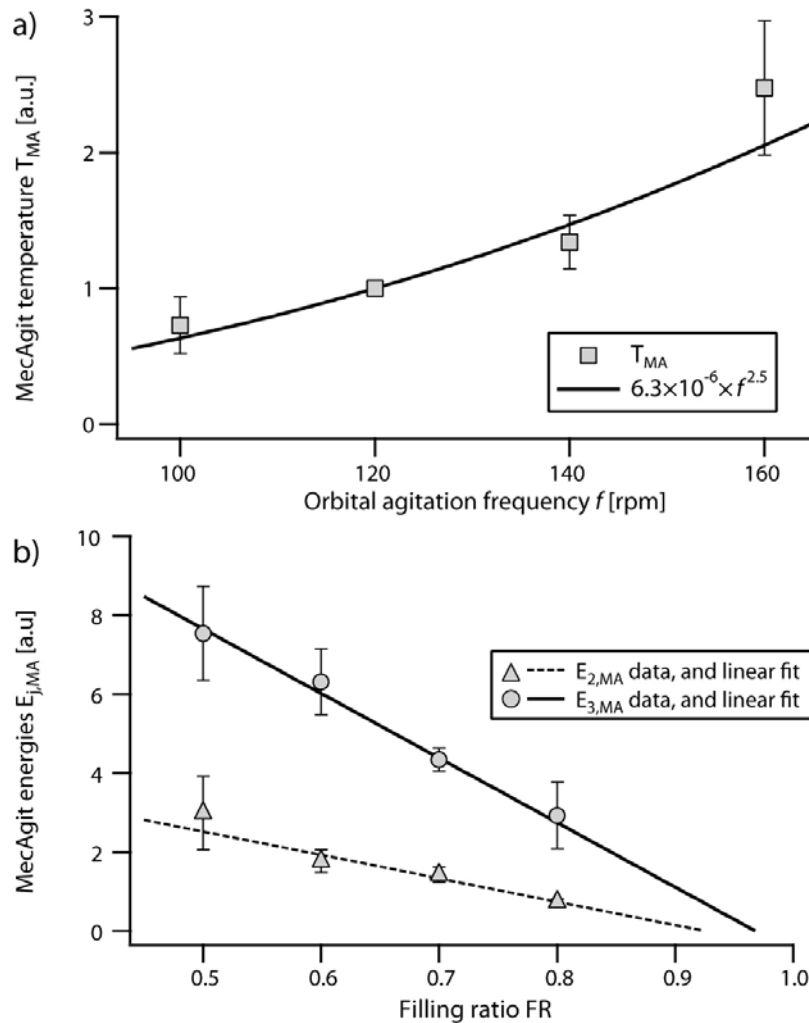 a)
3
2
1
0
MecAgit temperature T_MA [a.u.]
T_MA
6.3×10^-6×f^2.5
100 120 140 160
Orbital agitation frequency f [rpm]
b)
10
8
6
4
2
0
MecAgit energies E_j,MA [a.u]
E_2,MA data, and linear fit
E_3,MA data, and linear fit
0.5 0.6 0.7 0.8 0.9 1.0
Filling ratio FR